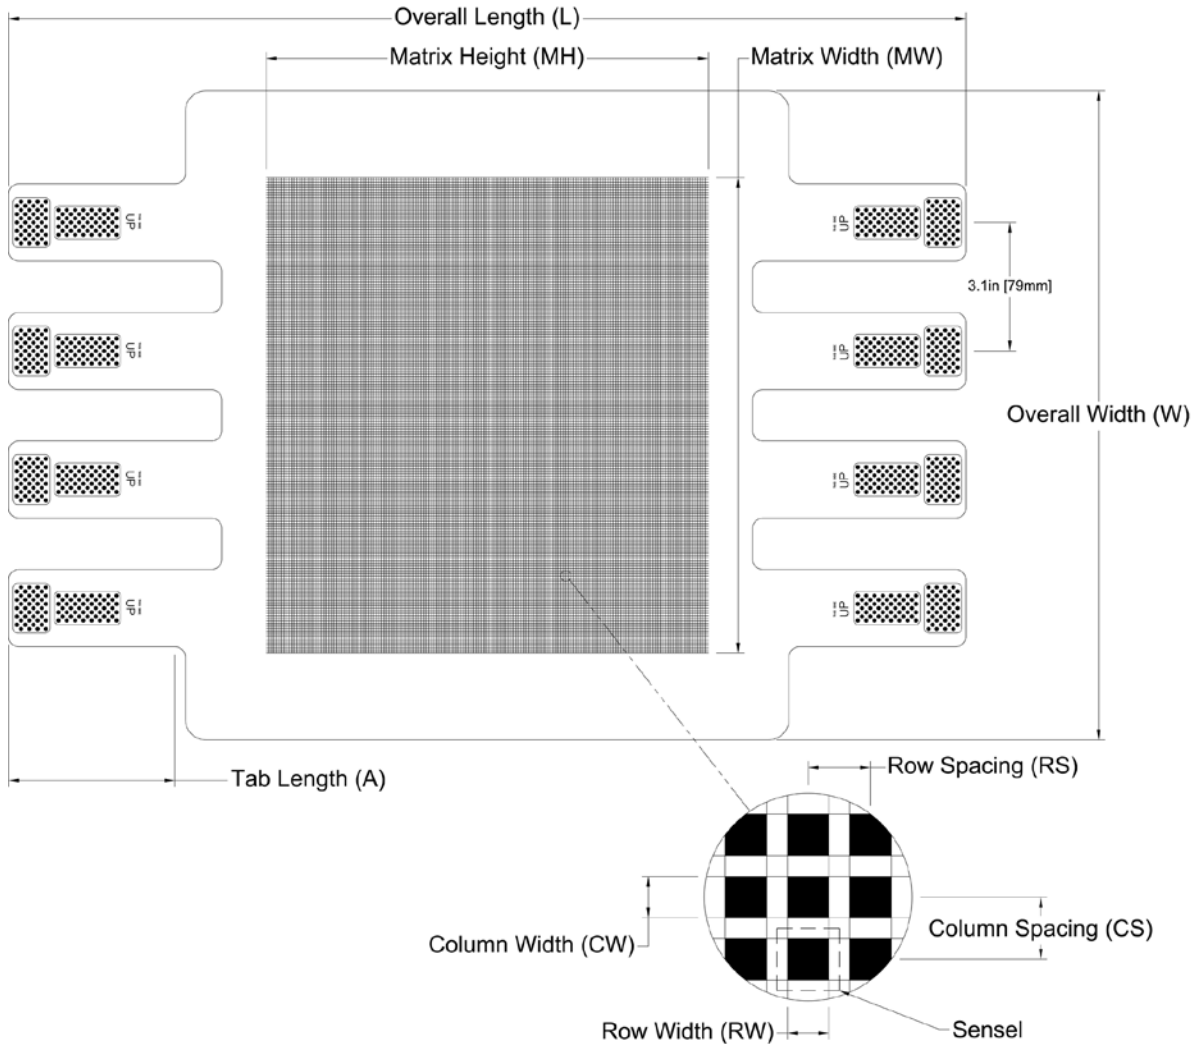 Overall Length (L)
Matrix Height (MH)
Matrix Width (MW)
UP
UP
3.1in [79mm]
UP
UP
Overall Width (W)
UP
UP
UP
UP
Tab Length (A)
Row Spacing (RS)
Column Width (CW)
Column Spacing (CS)
Row Width (RW)
Sensel